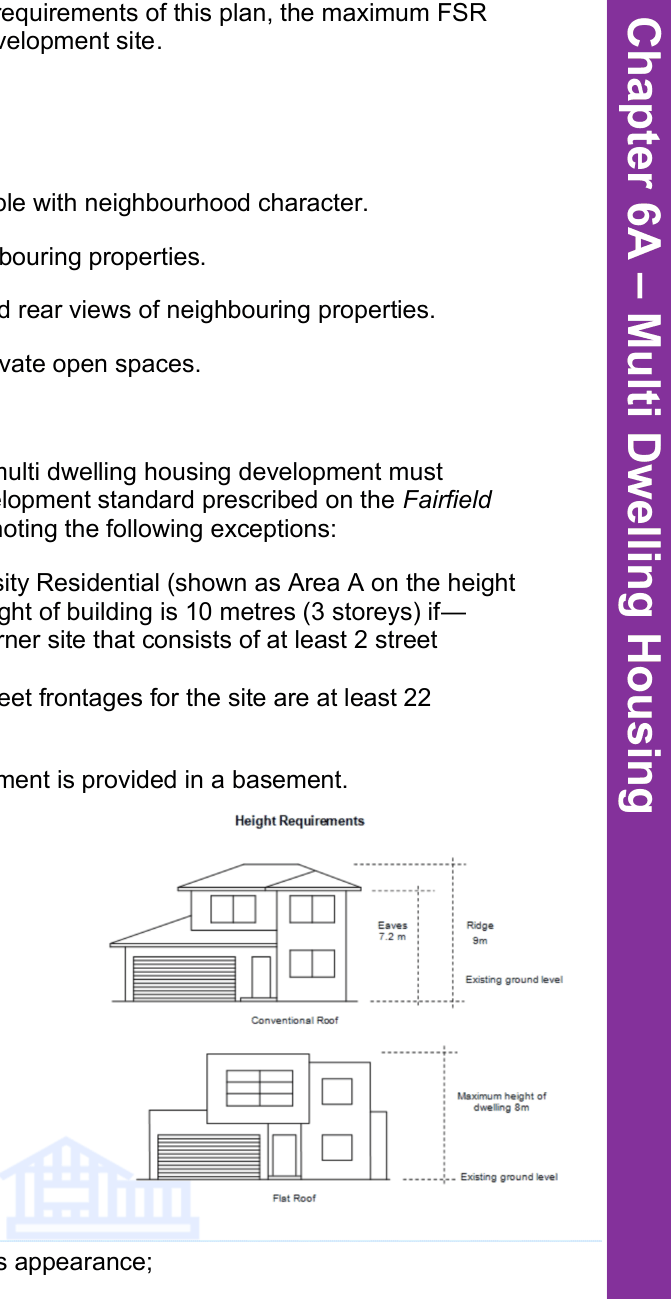 requirements of this plan, the maximum FSR
velopment site.
ble with neighbourhood character.
bouring properties.
d rear views of neighbouring properties.
vate open spaces.
multi dwelling housing development must
elopment standard prescribed on the Fairfield
noting the following exceptions:
sity Residential (shown as Area A on the height
ght of building is 10 metres (3 storeys) if—
rner site that consists of at least 2 street
eet frontages for the site are at least 22
ment is provided in a basement.
Height Requirements
Eaves
7.2 m
Ridge
9m
Existing ground level
Conventional Roof
Maximum height of
dwelling 8m
Existing ground level
Flat Roof
s appearance;
Chapter 6A – Multi Dwelling Housing